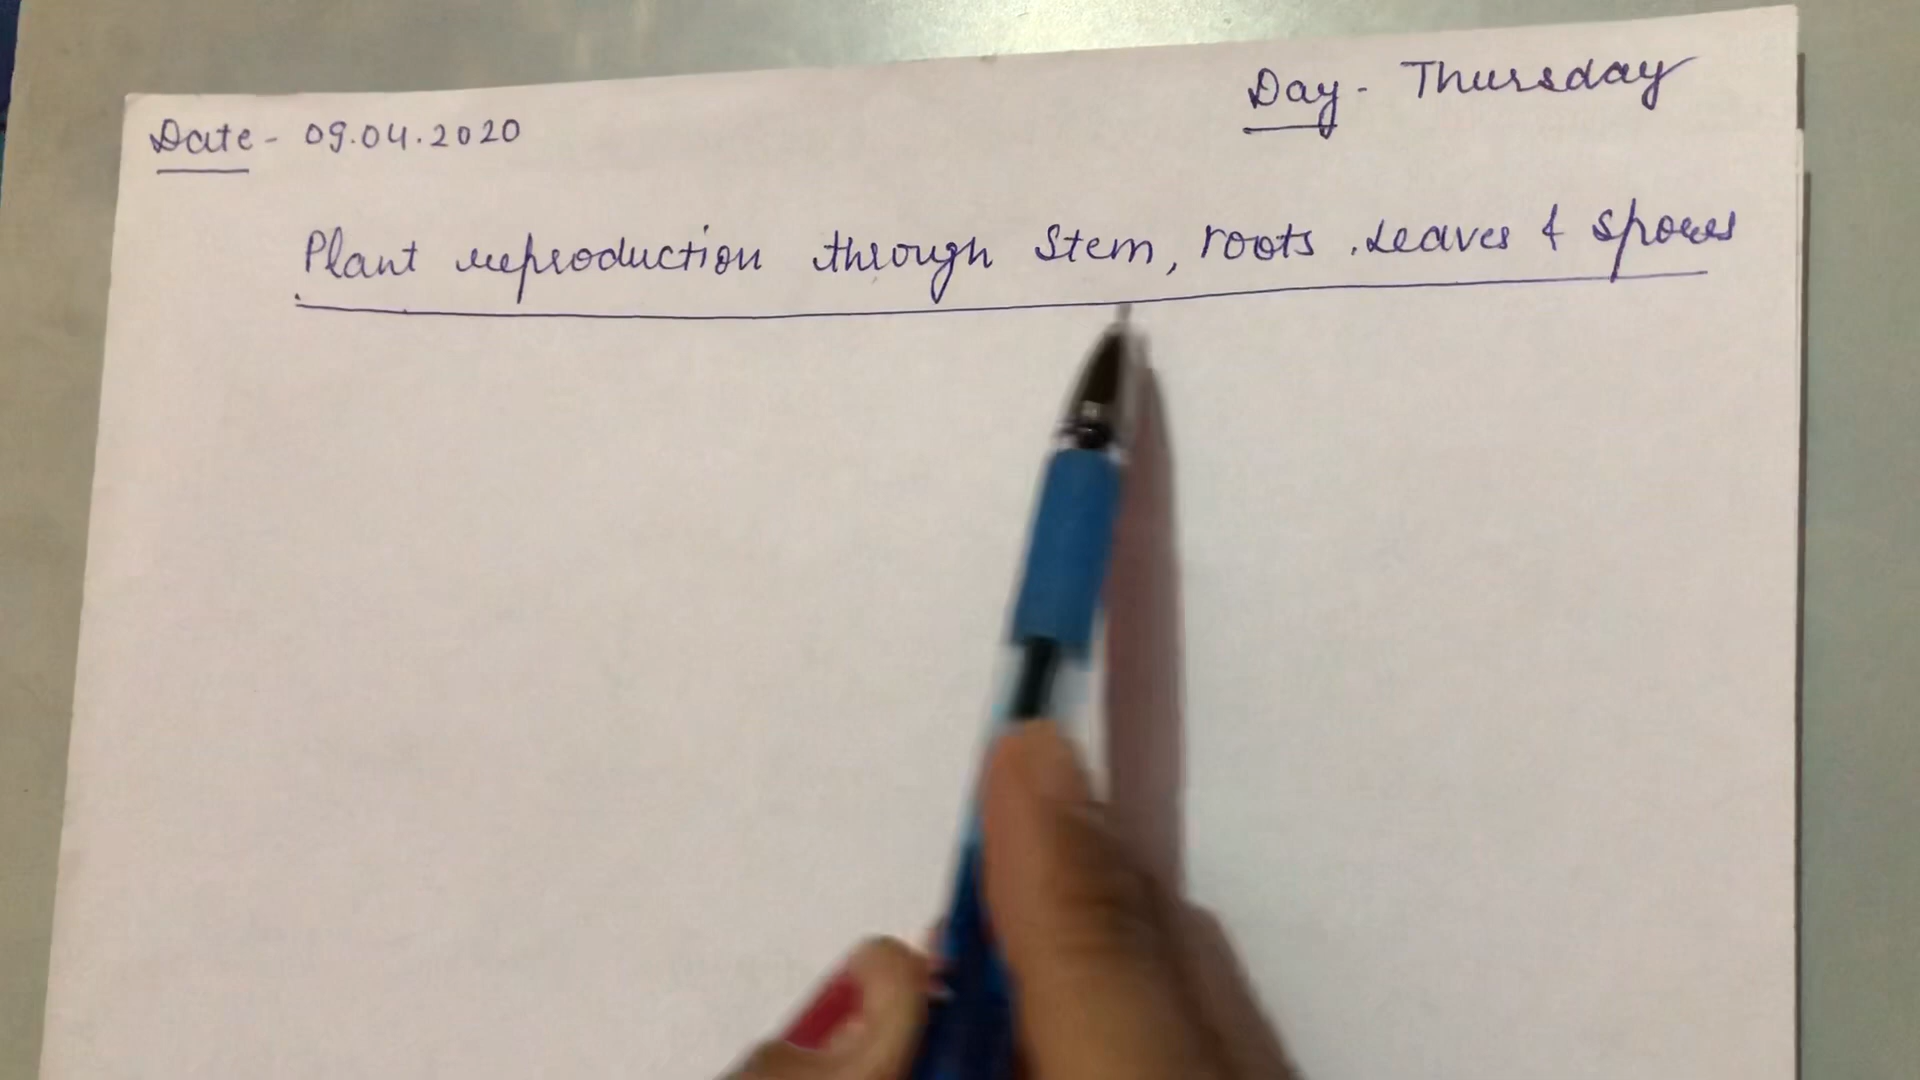 Day - Thursday
Date - 09.04.2020
Plant reproduction through Stem, roots, Leaves & spores